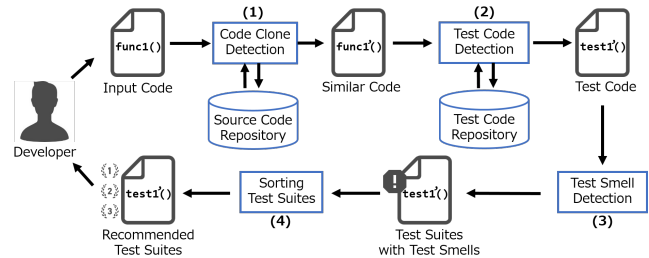 (1)
(2)
func1()
Code Clone
Detection
func1’()
Test Code
Detection
test1’()
Input Code
Similar Code
Test Code
Source Code
Repository
Test Code
Repository
Developer
1
2
3
test1’()
Sorting
Test Suites
!
test1’()
Test Smell
Detection
(4)
(3)
Recommended
Test Suites
Test Suites
with Test Smells